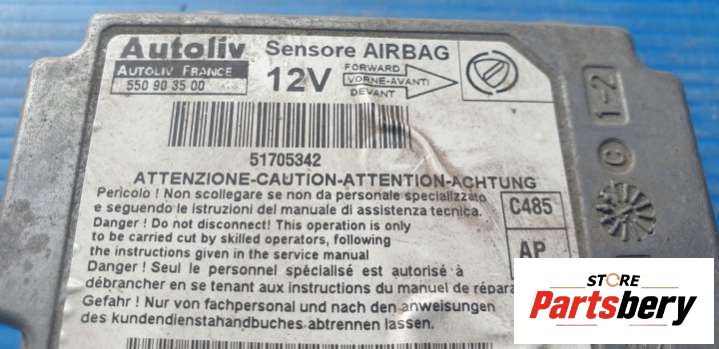 Autoliv
Sensore AIRBAG
AUTOLIV FRANCE
550 90 35 00
12V
FORWARD
VORNE-AVANTI
DEVANT
51705342
ATTENZIONE-CAUTION-ATTENTION-ACHTUNG
Pericolo ! Non scollegare se non da personale specializzato
e seguendo le istruzioni del manuale di assistenza tecnica.
Danger ! Do not disconnect! This operation is only
to be carried cut by skilled operators, following
the instructions given in the service manual
Danger ! Seul le personnel spécialisé est autorisé à
débrancher en se tenant aux instructions du manuel de répara
Gefahr ! Nur von fachpersonal und nach den anweisungen
des kundendienstahandbuches abtrennen lassen.
C485
AP
1-2
STORE
Partsbery